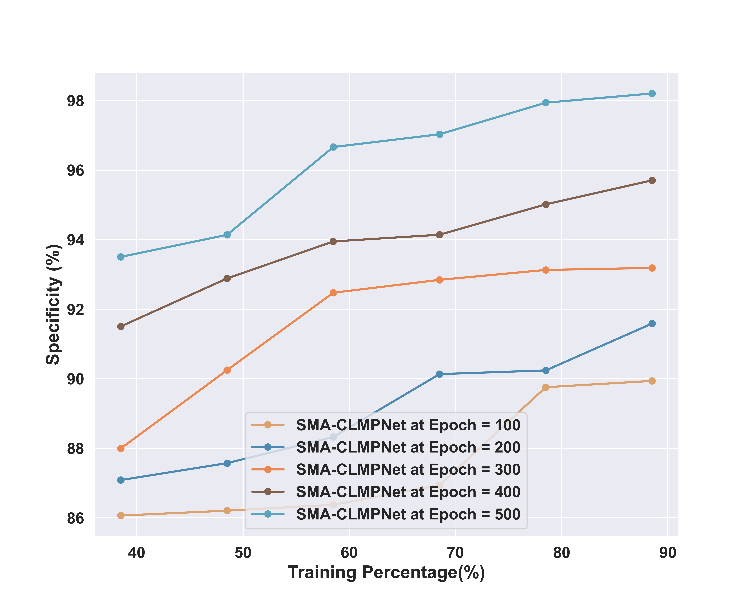 98
96
94
92
90
88
86
Specificity (%)
SMA-CLMPNet at Epoch = 100
SMA-CLMPNet at Epoch = 200
SMA-CLMPNet at Epoch = 300
SMA-CLMPNet at Epoch = 400
SMA-CLMPNet at Epoch = 500
40 50 60 70 80 90
Training Percentage(%)